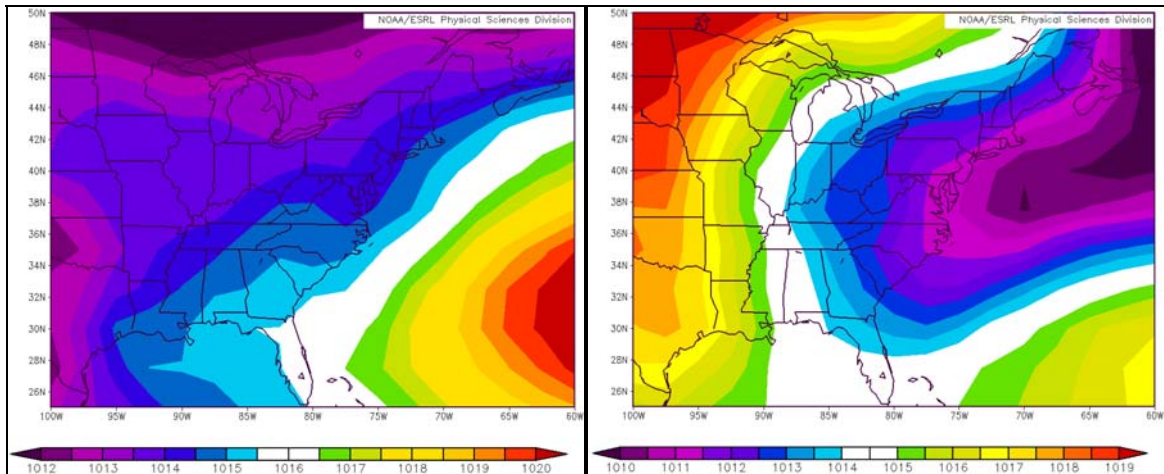 NOAA/ESRL Physical Sciences Division
50N
48N
46N
44N
42N
40N
38N
36N
34N
32N
30N
28N
26N
100W 95W 90W 85W 80W 75W 70W 65W 60W
1012 1013 1014 1015 1016 1017 1018 1019 1020
NOAA/ESRL Physical Sciences Division
50N
48N
46N
44N
42N
40N
38N
36N
34N
32N
30N
28N
26N
100W 95W 90W 85W 80W 75W 70W 65W 60W
1010 1011 1012 1013 1014 1015 1016 1017 1018 1019